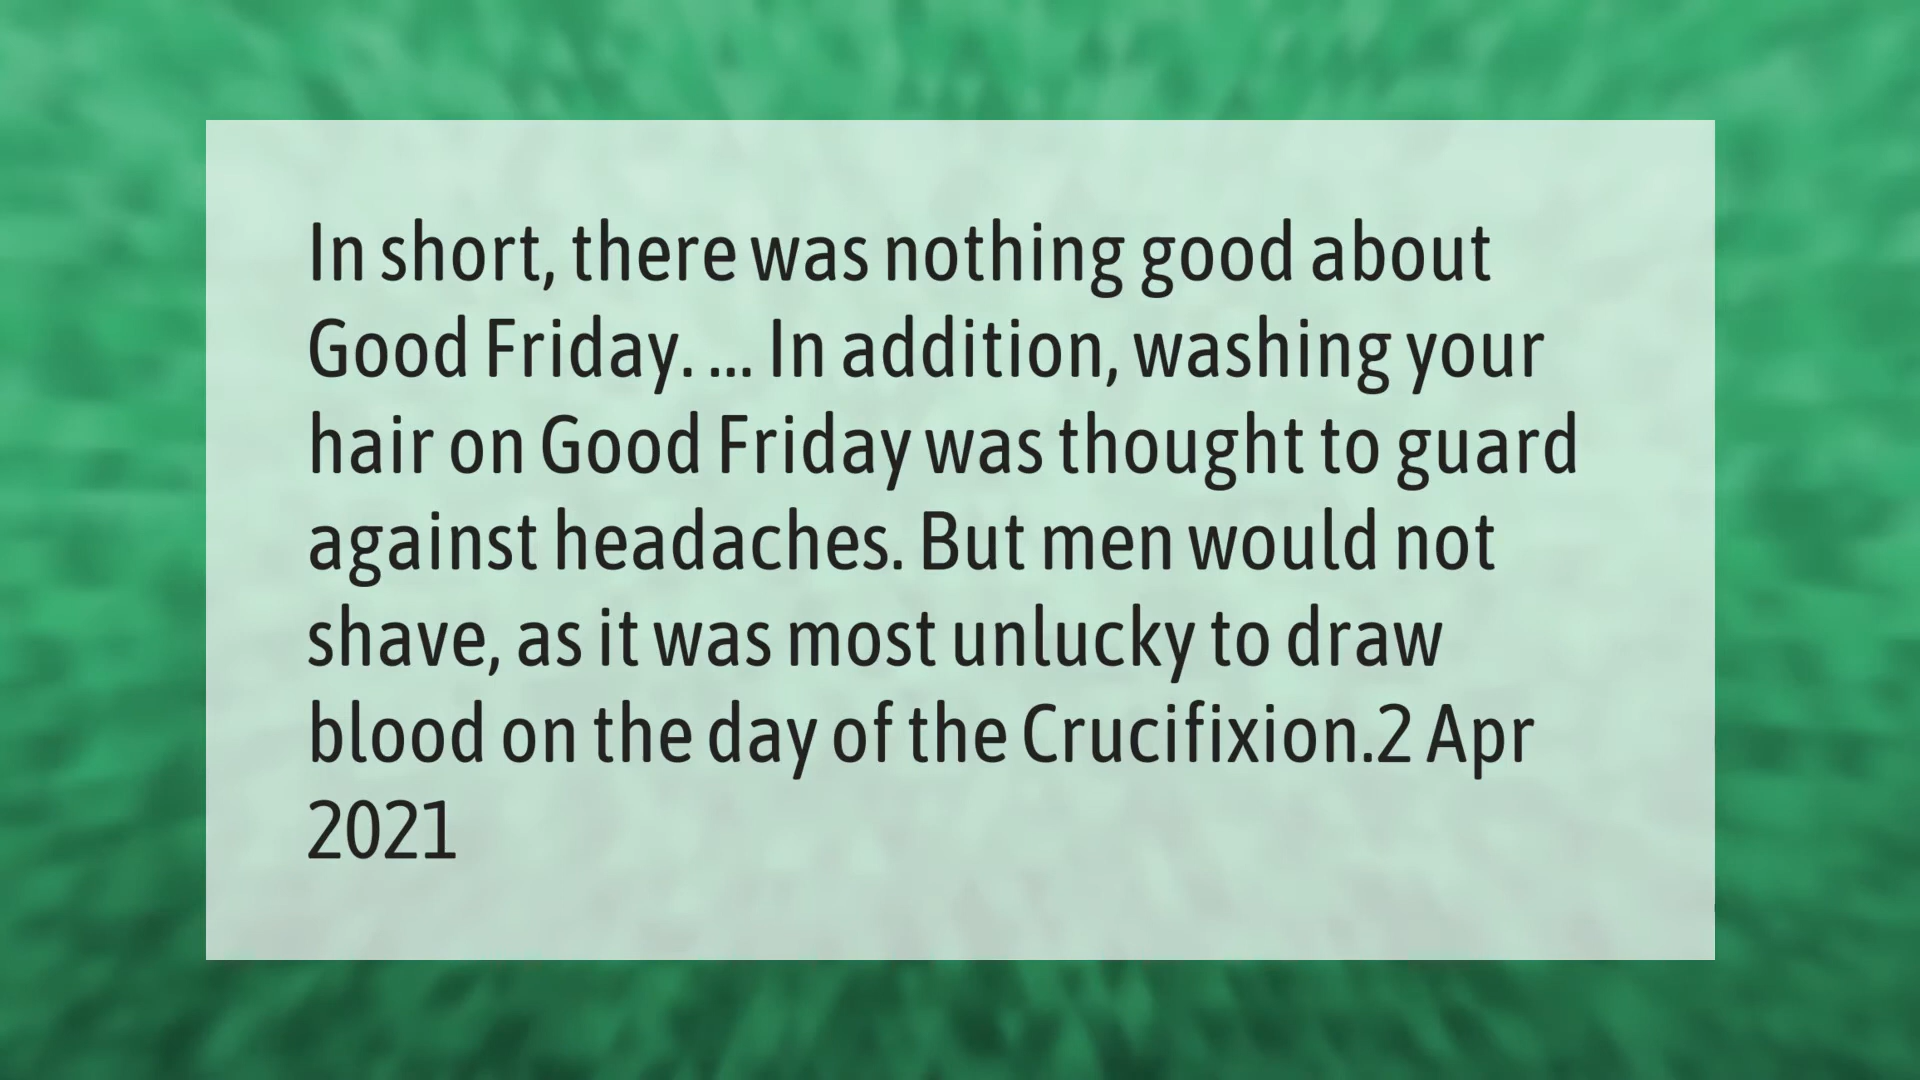 In short, there was nothing good about
Good Friday. ... In addition, washing your
hair on Good Friday was thought to guard
against headaches. But men would not
shave, as it was most unlucky to draw
blood on the day of the Crucifixion.2 Apr
2021